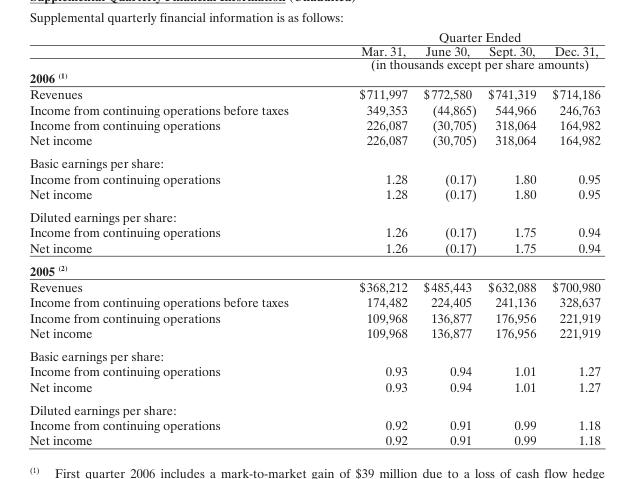 Supplemental Quarterly Financial Information (Unaudited)
Supplemental quarterly financial information is as follows:
Quarter Ended
Mar. 31, June 30, Sept. 30, Dec. 31,
(in thousands except per share amounts)
2006 (1)
Revenues $711,997 $772,580 $741,319 $714,186
Income from continuing operations before taxes 349,353 (44,865) 544,966 246,763
Income from continuing operations 226,087 (30,705) 318,064 164,982
Net income 226,087 (30,705) 318,064 164,982
Basic earnings per share:
Income from continuing operations 1.28 (0.17) 1.80 0.95
Net income 1.28 (0.17) 1.80 0.95
Diluted earnings per share:
Income from continuing operations 1.26 (0.17) 1.75 0.94
Net income 1.26 (0.17) 1.75 0.94
2005 (2)
Revenues $368,212 $485,443 $632,088 $700,980
Income from continuing operations before taxes 174,482 224,405 241,136 328,637
Income from continuing operations 109,968 136,877 176,956 221,919
Net income 109,968 136,877 176,956 221,919
Basic earnings per share:
Income from continuing operations 0.93 0.94 1.01 1.27
Net income 0.93 0.94 1.01 1.27
Diluted earnings per share:
Income from continuing operations 0.92 0.91 0.99 1.18
Net income 0.92 0.91 0.99 1.18
(1) First quarter 2006 includes a mark-to-market gain of $39 million due to a loss of cash flow hedge